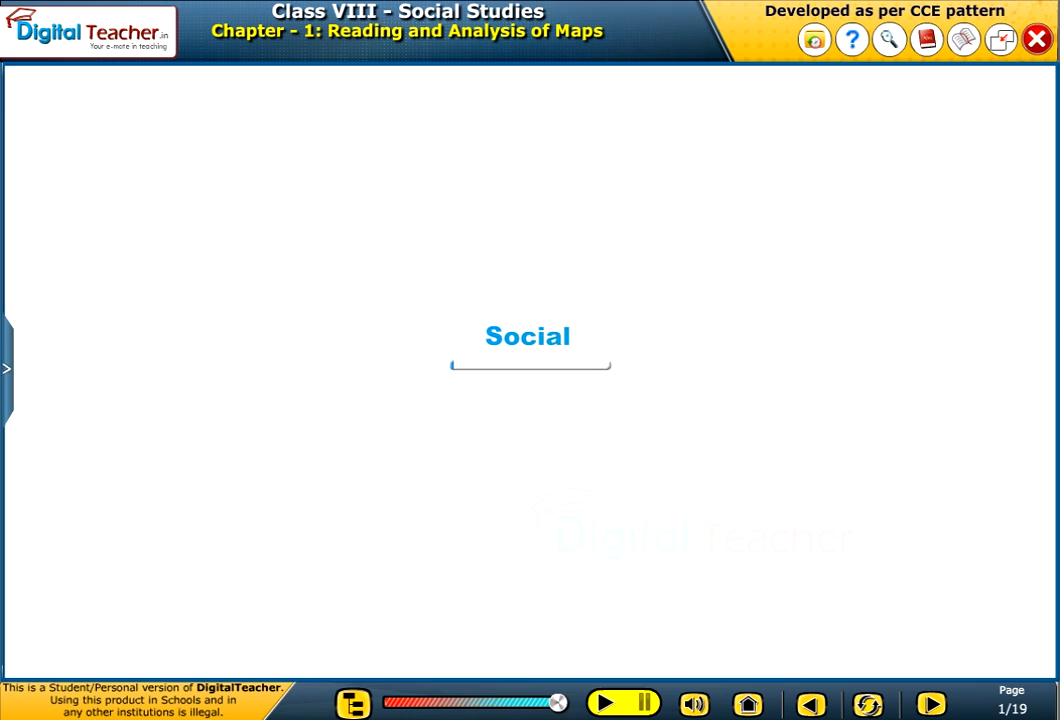 Digital Teacher.in
Your e-mate in teaching
Class VIII - Social Studies
Chapter - 1: Reading and Analysis of Maps
Developed as per CCE pattern
?
>
Social
Digital Teacher
This is a Student/Personal version of DigitalTeacher.
Using this product in Schools and in
any other institutions is illegal.
Page
1/19